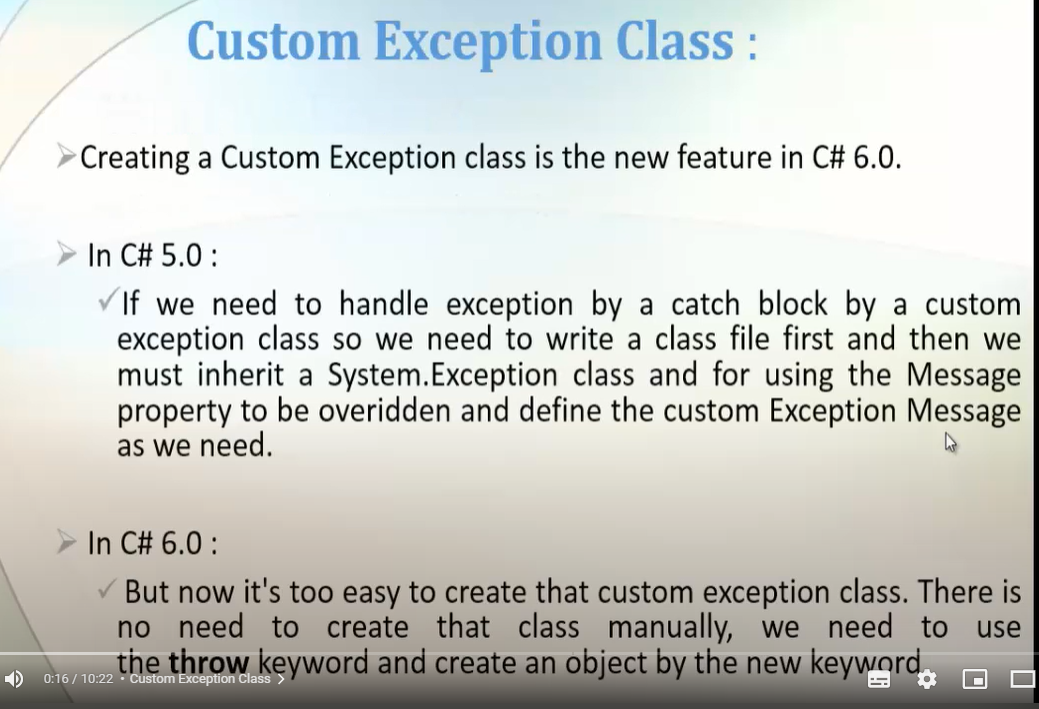 Custom Exception Class :
Creating a Custom Exception class is the new feature in C# 6.0.
In C# 5.0 :
If we need to handle exception by a catch block by a custom
exception class so we need to write a class file first and then we
must inherit a System.Exception class and for using the Message
property to be overidden and define the custom Exception Message
as we need.
In C# 6.0 :
But now it's too easy to create that custom exception class. There is
no need to create that class manually, we need to use
the throw keyword and create an object by the new keyword
0:16 / 10:22 • Custom Exception Class